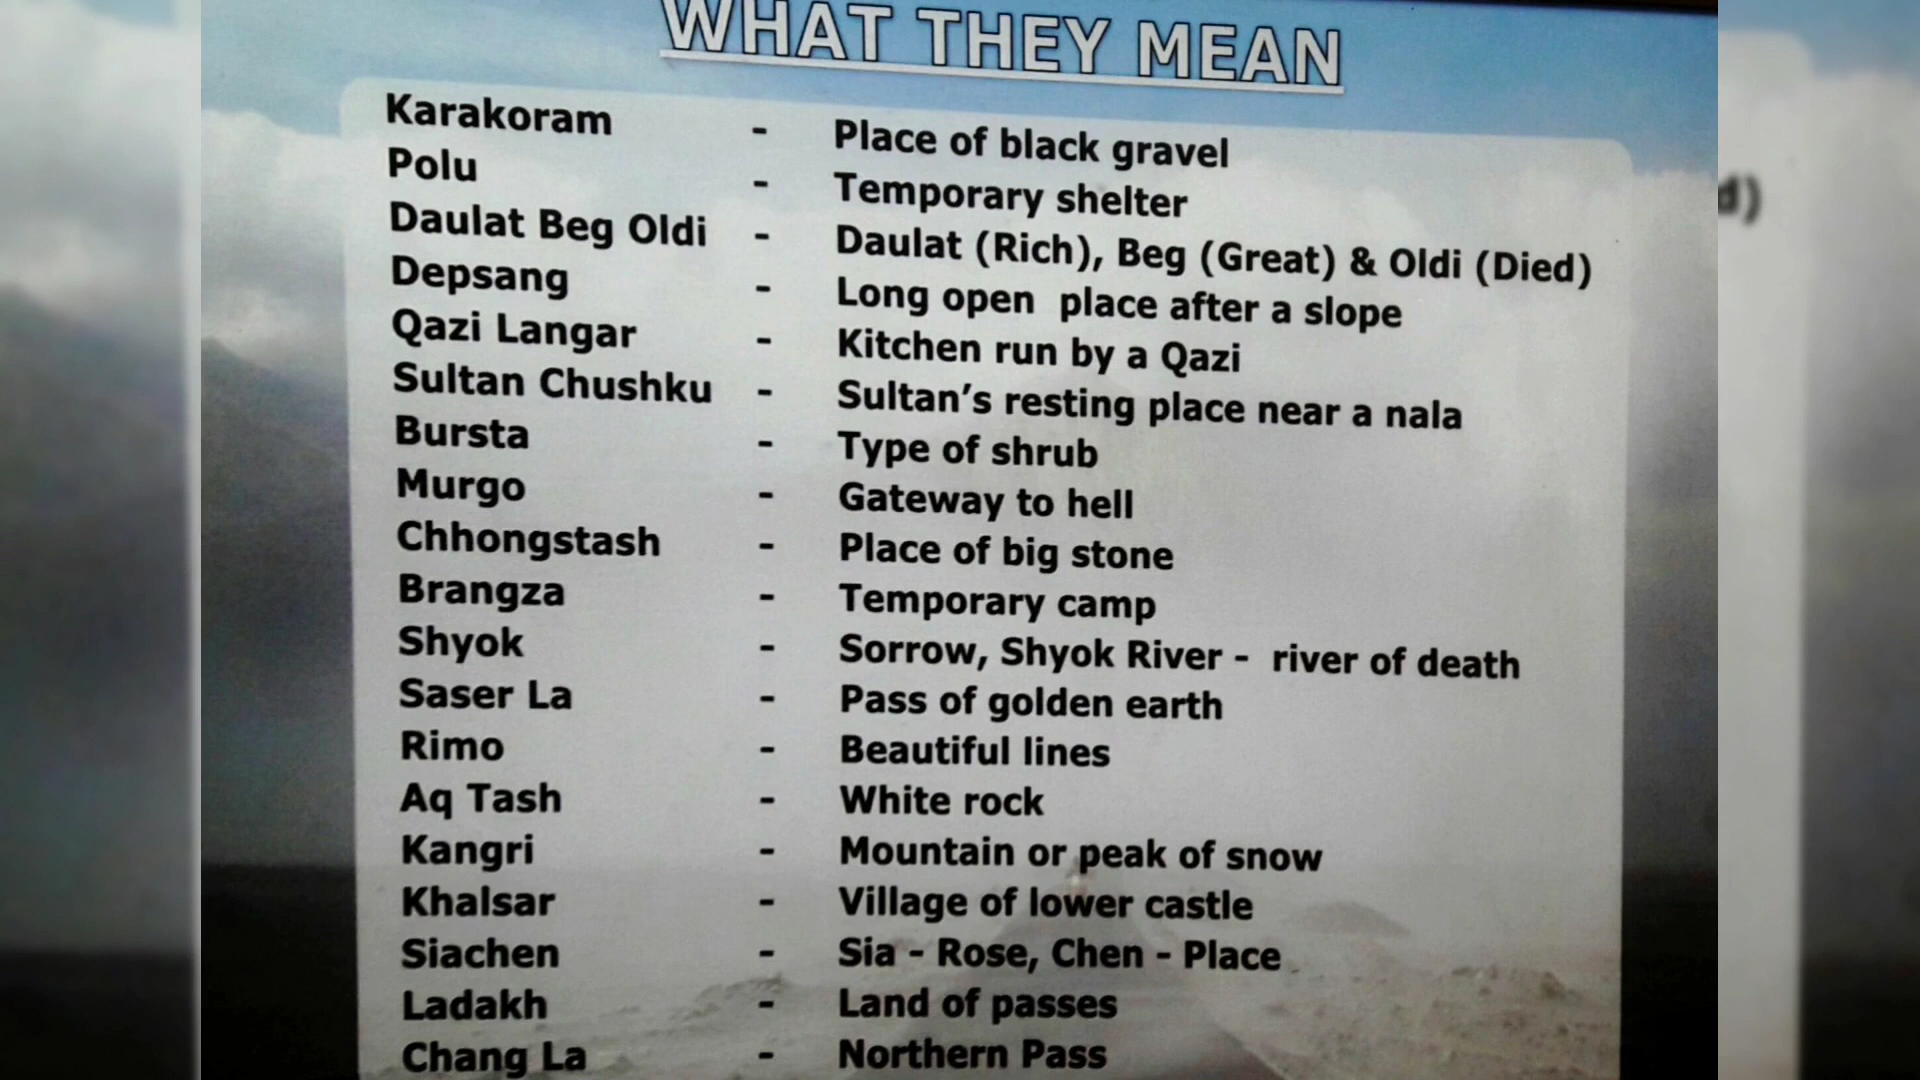 WHAT THEY MEAN
Karakoram - Place of black gravel
Polu - Temporary shelter
Daulat Beg Oldi - Daulat (Rich), Beg (Great) & Oldi (Died)
Depsang - Long open place after a slope
Qazi Langar - Kitchen run by a Qazi
Sultan Chushku - Sultan's resting place near a nala
Bursta - Type of shrub
Murgo - Gateway to hell
Chhongstash - Place of big stone
Brangza - Temporary camp
Shyok - Sorrow, Shyok River - river of death
Saser La - Pass of golden earth
Rimo - Beautiful lines
Aq Tash - White rock
Kangri - Mountain or peak of snow
Khalsar - Village of lower castle
Siachen - Sia - Rose, Chen - Place
Ladakh - Land of passes
Chang La - Northern Pass